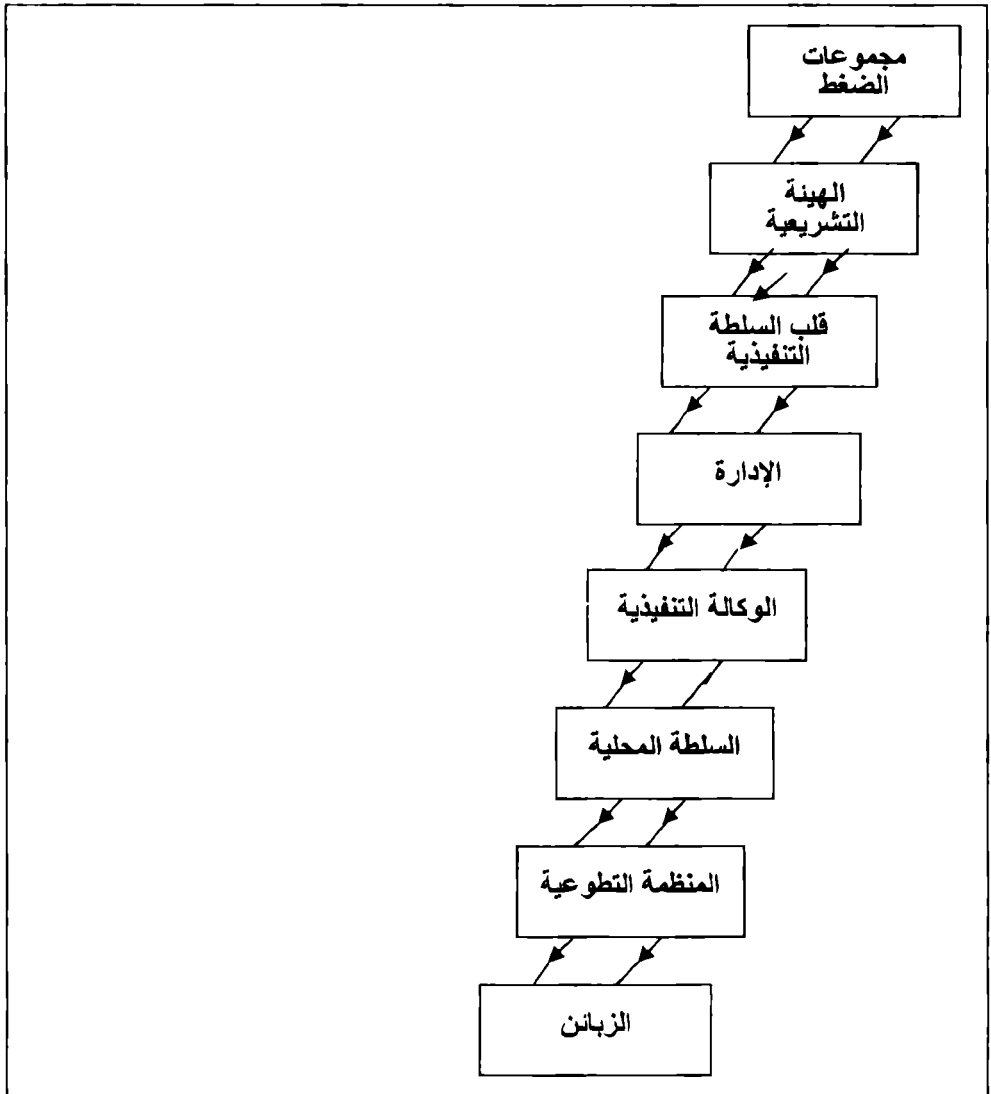 مجموعات
الضغط
الهيئة
التشريعية
قلب السلطة
التنفيذية
الإدارة
الوكالة التنفيذية
السلطة المحلية
المنظمة التطوعية
الزبائن